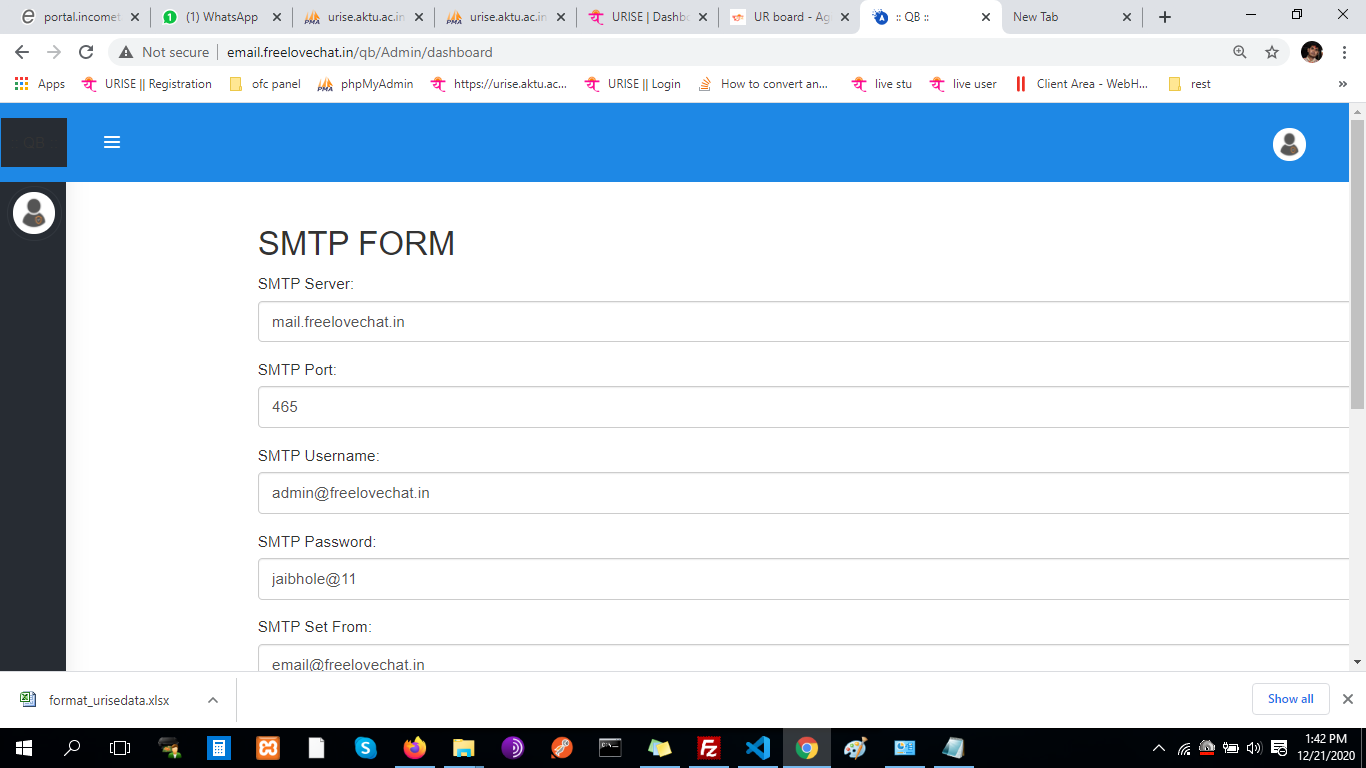 portal.incomet
(1) WhatsApp
urise.aktu.ac.in
urise.aktu.ac.in
URISE | Dashbo
UR board - Ag
:: QB ::
New Tab
Not secure
email.freelovechat.in/qb/Admin/dashboard
Apps
URISE || Registration
ofc panel
phpMyAdmin
https://urise.aktu.ac...
URISE || Login
How to convert an...
live stu
live user
Client Area - WebH...
rest
QB
SMTP FORM
SMTP Server:
mail.freelovechat.in
SMTP Port:
465
SMTP Username:
admin@freelovechat.in
SMTP Password:
jaibhole@11
SMTP Set From:
email@freelovechat.in
format_urisedata.xlsx
Show all
1:42 PM
12/21/2020